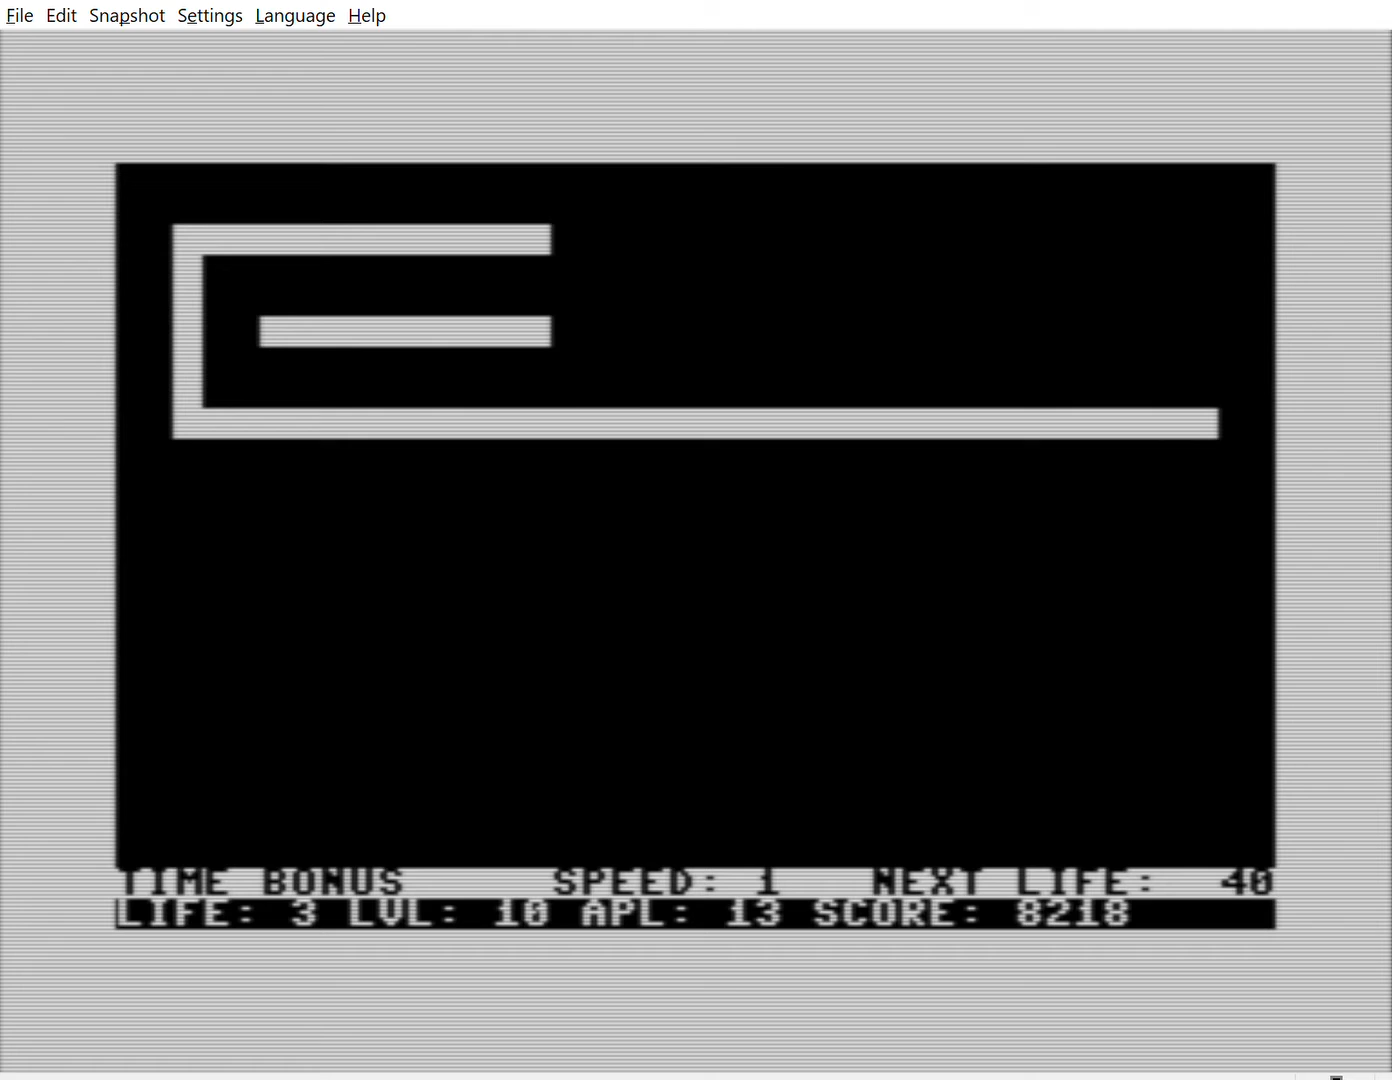 File Edit Snapshot Settings Language Help
TIME BONUS SPEED: 1 NEXT LIFE: 40
LIFE: 3 LVL: 10 APL: 13 SCORE: 8218